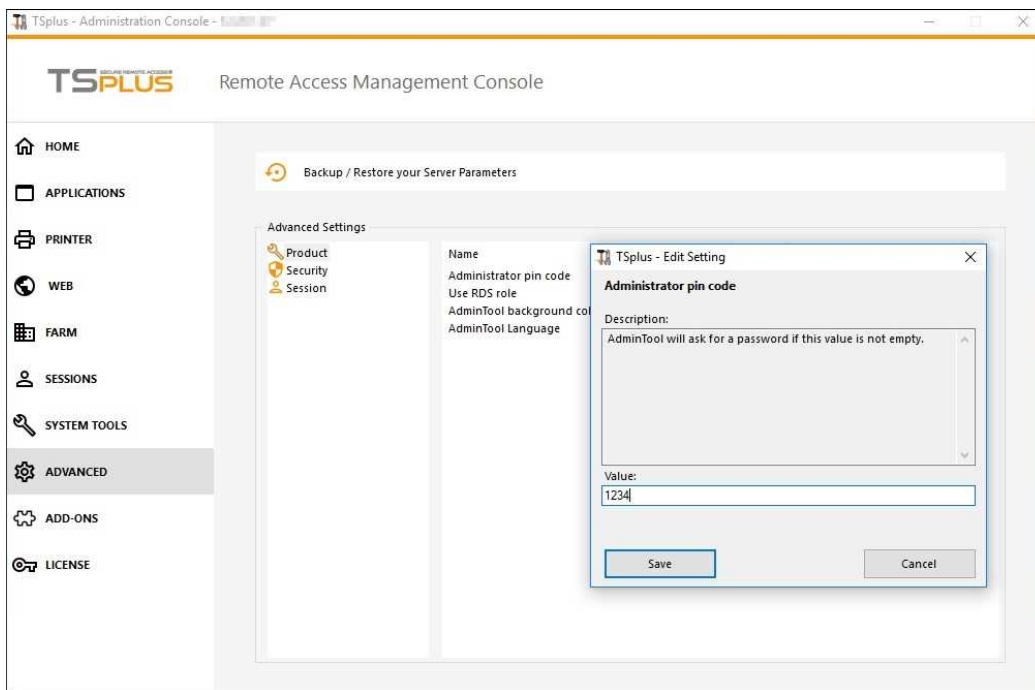 TSplus - Administration Console -
TSPLUS
SECURE REMOTE ACCESS
Remote Access Management Console
HOME
APPLICATIONS
PRINTER
WEB
FARM
SESSIONS
SYSTEM TOOLS
ADVANCED
ADD-ONS
LICENSE
Backup / Restore your Server Parameters
Advanced Settings
Product
Security
Session
Name
Administrator pin code
Use RDS role
AdminTool background col
AdminTool Language
TSplus - Edit Setting
Administrator pin code
Description:
AdminTool will ask for a password if this value is not empty.
Value:
1234
Save
Cancel